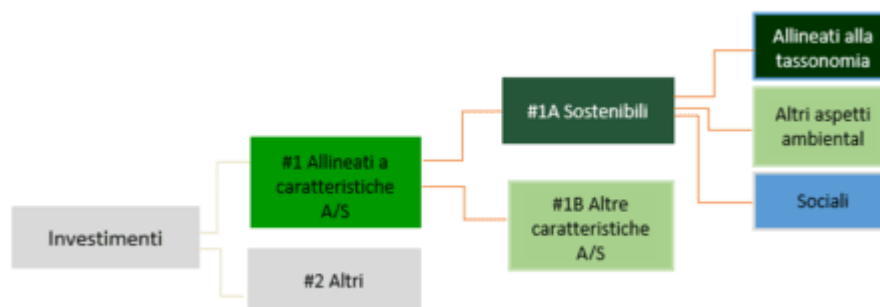 Investimenti
#1 Allineati a
caratteristiche
A/S
#2 Altri
#1A Sostenibili
#1B Altre
caratteristiche
A/S
Allineati alla
tassonomia
Altri aspetti
ambiental
Sociali